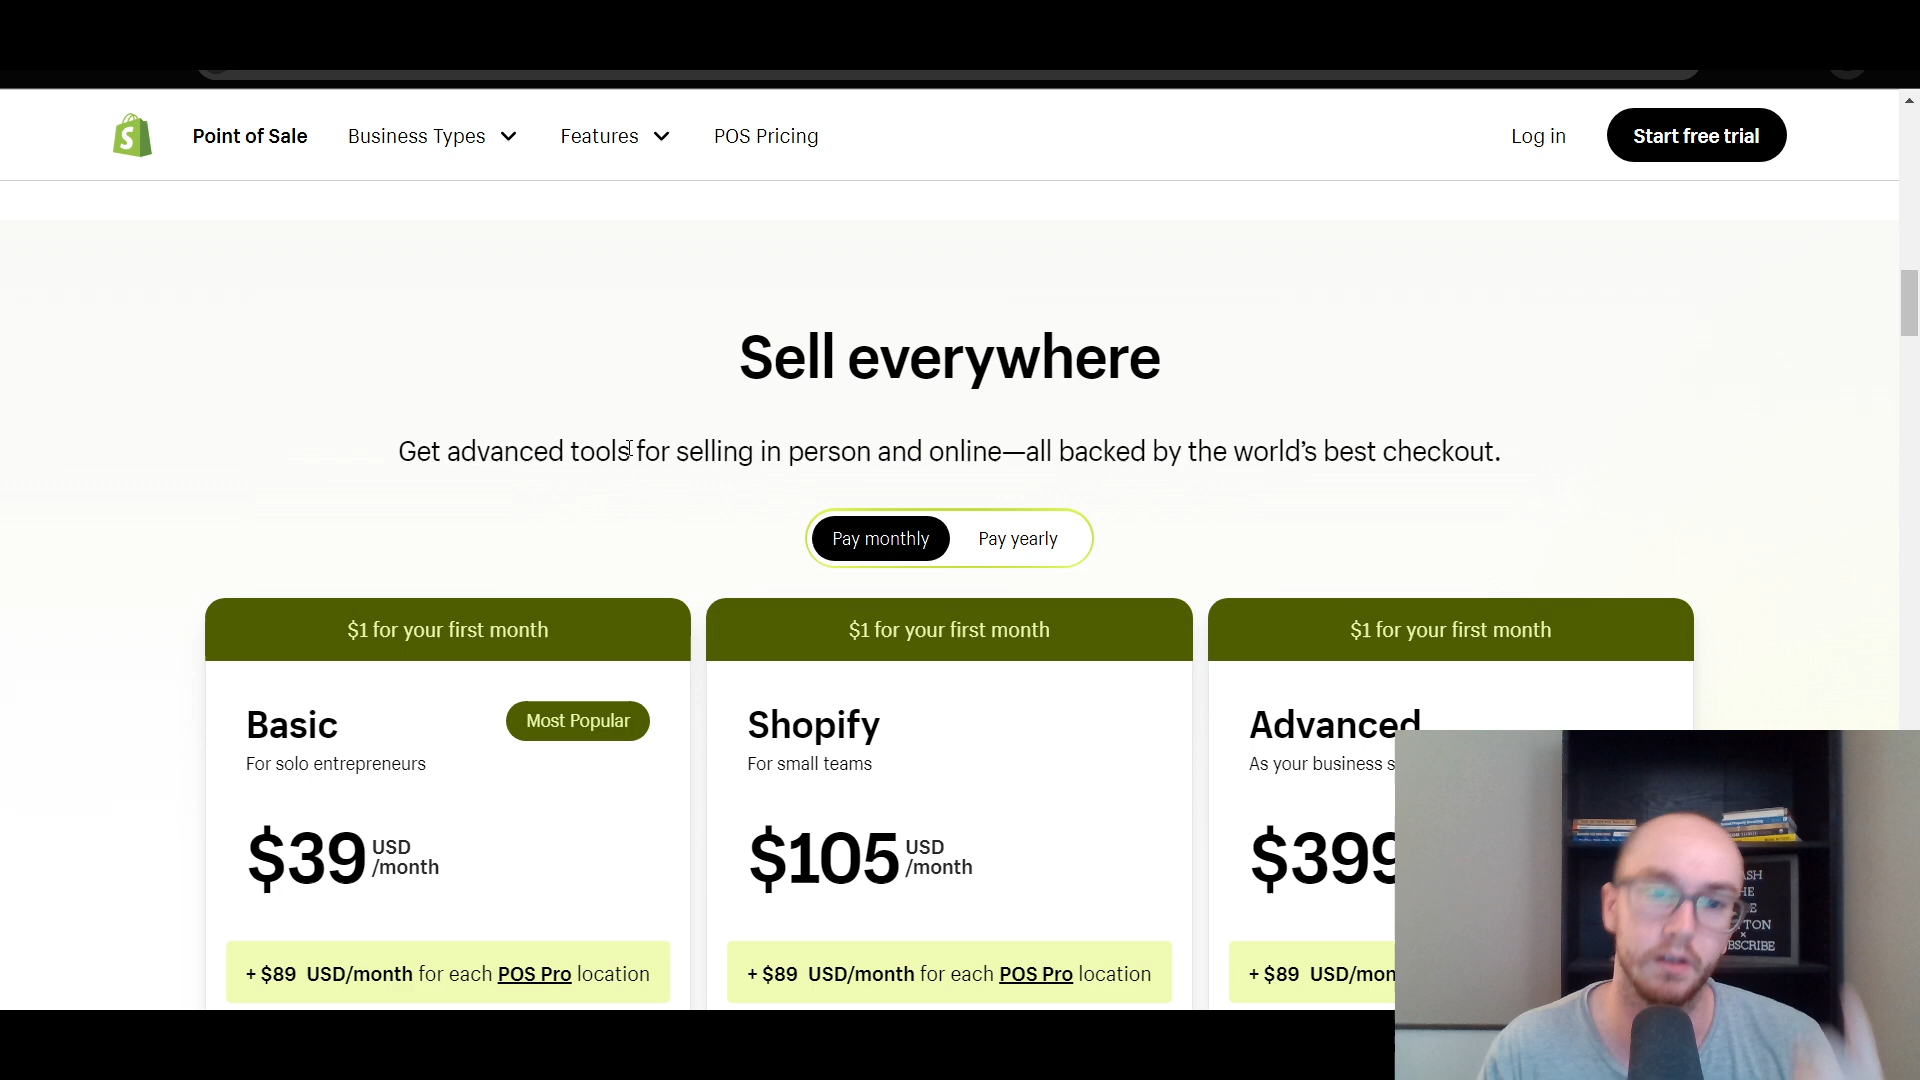 Point of Sale
Business Types
Features
POS Pricing
Log in
Start free trial
Sell everywhere
Get advanced tools for selling in person and online—all backed by the world's best checkout.
Pay monthly
Pay yearly
$1 for your first month
Basic
Most Popular
For solo entrepreneurs
$39 USD
/month
+ $89 USD/month for each POS Pro location
$1 for your first month
Shopify
For small teams
$105 USD
/month
+ $89 USD/month for each POS Pro location
$1 for your first month
Advanced
As your business s
$399
+ $89 USD/mon
ASH
HE
E
TTON
×
BSCRIBE